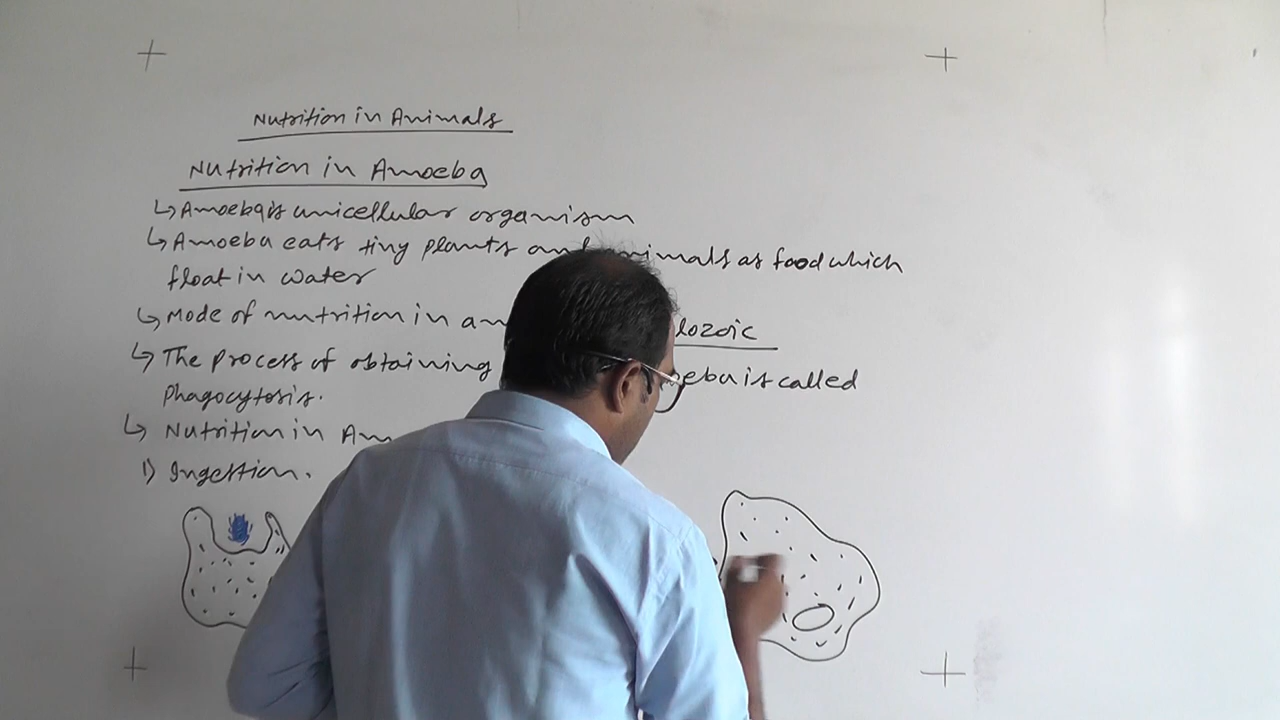 Nutrition in Animals
Nutrition in Amoeba
↳ Amoeba is unicellular organism
↳ Amoeba eats tiny plants and animals as food which
float in water
↳ Mode of nutrition in am lozoic
↳ The process of obtaining eba is called
Phagocytosis.
↳ Nutrition in Am
1) Ingestion.